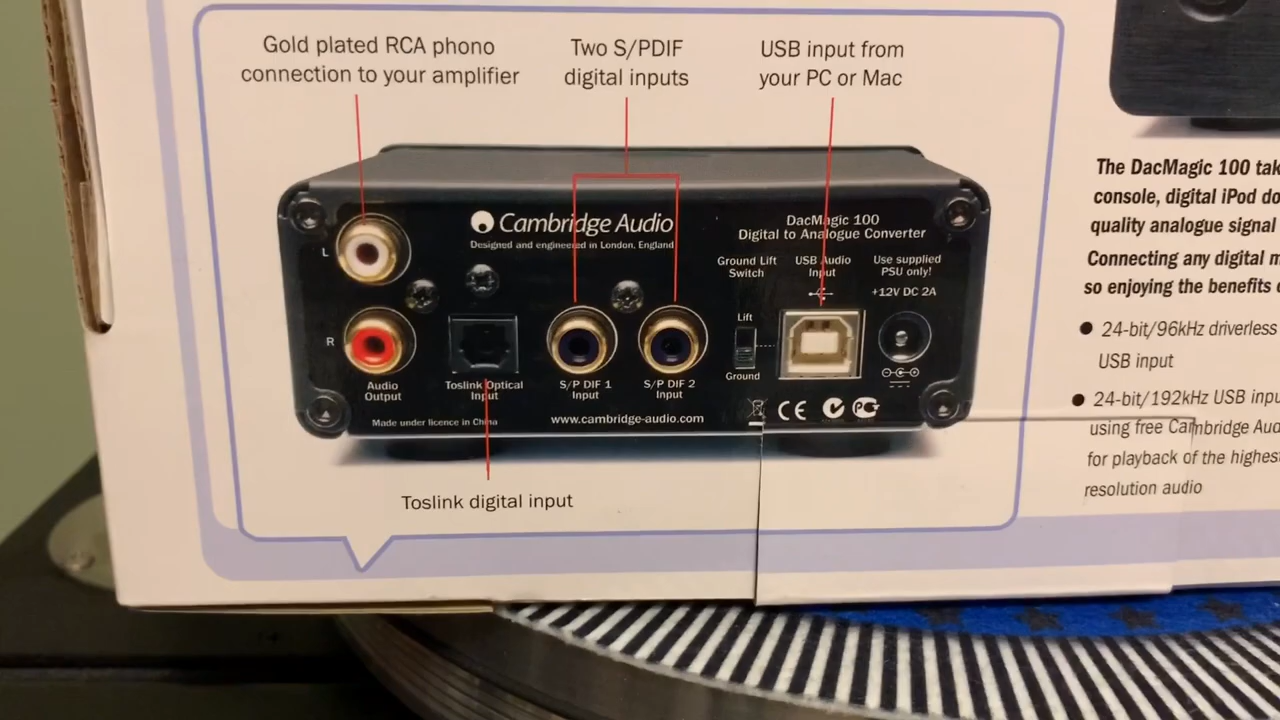 Gold plated RCA phono
connection to your amplifier
Two S/PDIF
digital inputs
USB input from
your PC or Mac
Cambridge Audio
Designed and engineered in London, England
DacMagic 100
Digital to Analogue Converter
Ground Lift
Switch
USB Audio
Input
Use supplied
PSU only!
+12V DC 2A
L
R
Lift
Ground
Audio
Output
Toslink Optical
Input
S/P DIF 1
Input
S/P DIF 2
Input
Made under licence in China
www.cambridge-audio.com
CE
Toslink digital input
The DacMagic 100 tak
console, digital iPod do
quality analogue signal
Connecting any digital m
so enjoying the benefits
● 24-bit/96kHz driverless
USB input
● 24-bit/192kHz USB inpu
using free Cambridge Aud
for playback of the highes
resolution audio